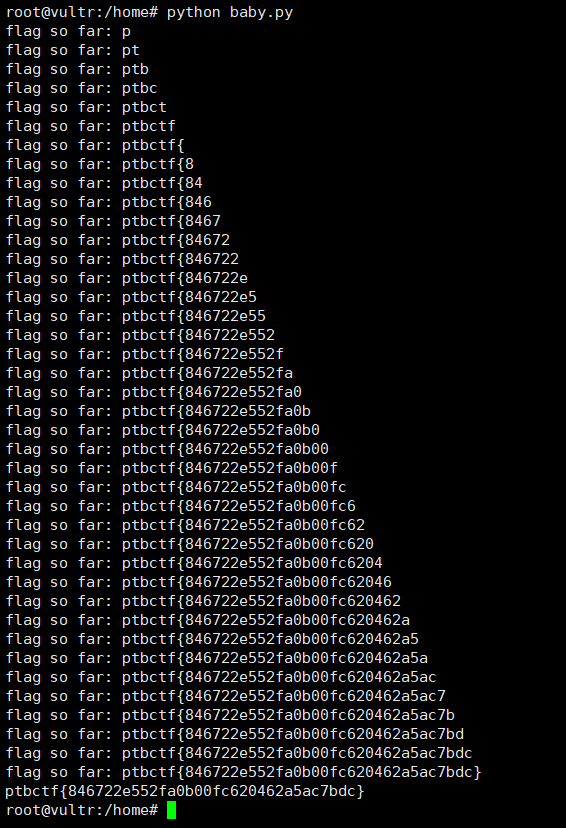 root@vultr:/home# python baby.py
flag so far: p
flag so far: pt
flag so far: ptb
flag so far: ptbc
flag so far: ptbct
flag so far: ptbctf
flag so far: ptbctf{
flag so far: ptbctf{8
flag so far: ptbctf{84
flag so far: ptbctf{846
flag so far: ptbctf{8467
flag so far: ptbctf{84672
flag so far: ptbctf{846722
flag so far: ptbctf{846722e
flag so far: ptbctf{846722e5
flag so far: ptbctf{846722e55
flag so far: ptbctf{846722e552
flag so far: ptbctf{846722e552f
flag so far: ptbctf{846722e552fa
flag so far: ptbctf{846722e552fa0
flag so far: ptbctf{846722e552fa0b
flag so far: ptbctf{846722e552fa0b0
flag so far: ptbctf{846722e552fa0b00
flag so far: ptbctf{846722e552fa0b00f
flag so far: ptbctf{846722e552fa0b00fc
flag so far: ptbctf{846722e552fa0b00fc6
flag so far: ptbctf{846722e552fa0b00fc62
flag so far: ptbctf{846722e552fa0b00fc620
flag so far: ptbctf{846722e552fa0b00fc6204
flag so far: ptbctf{846722e552fa0b00fc62046
flag so far: ptbctf{846722e552fa0b00fc620462
flag so far: ptbctf{846722e552fa0b00fc620462a
flag so far: ptbctf{846722e552fa0b00fc620462a5
flag so far: ptbctf{846722e552fa0b00fc620462a5a
flag so far: ptbctf{846722e552fa0b00fc620462a5ac
flag so far: ptbctf{846722e552fa0b00fc620462a5ac7
flag so far: ptbctf{846722e552fa0b00fc620462a5ac7b
flag so far: ptbctf{846722e552fa0b00fc620462a5ac7bd
flag so far: ptbctf{846722e552fa0b00fc620462a5ac7bdc
flag so far: ptbctf{846722e552fa0b00fc620462a5ac7bdc}
ptbctf{846722e552fa0b00fc620462a5ac7bdc}
root@vultr:/home#